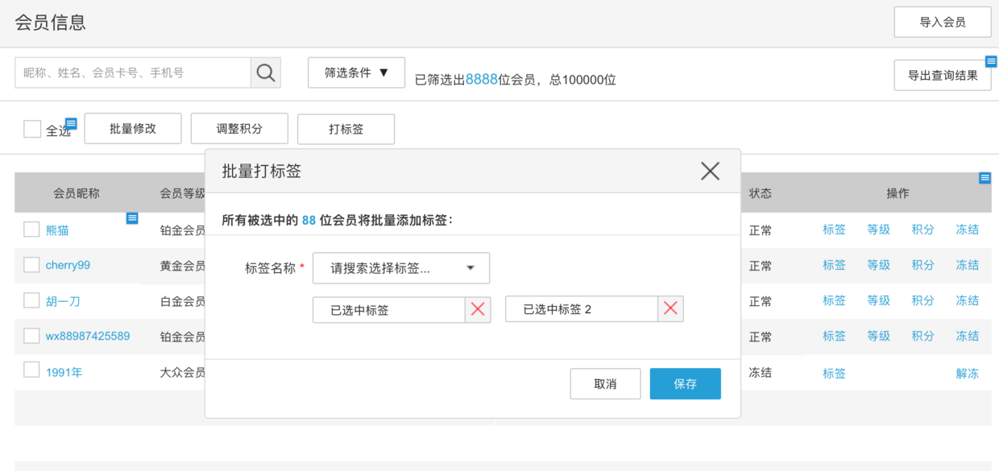 会员信息
导入会员
昵称、姓名、会员卡号、手机号
筛选条件 ▼
已筛选出8888位会员，总100000位
导出查询结果
全选
批量修改
调整积分
打标签
批量打标签
会员昵称
会员等级
状态
操作
所有被选中的 88 位会员将批量添加标签：
熊猫
铂金会员
正常
标签 等级 积分 冻结
cherry99
黄金会员
正常
标签 等级 积分 冻结
标签名称 *
请搜索选择标签...
胡一刀
白金会员
正常
标签 等级 积分 冻结
已选中标签
已选中标签 2
wx88987425589
铂金会员
正常
标签 等级 积分 冻结
1991年
大众会员
冻结
标签 解冻
取消
保存